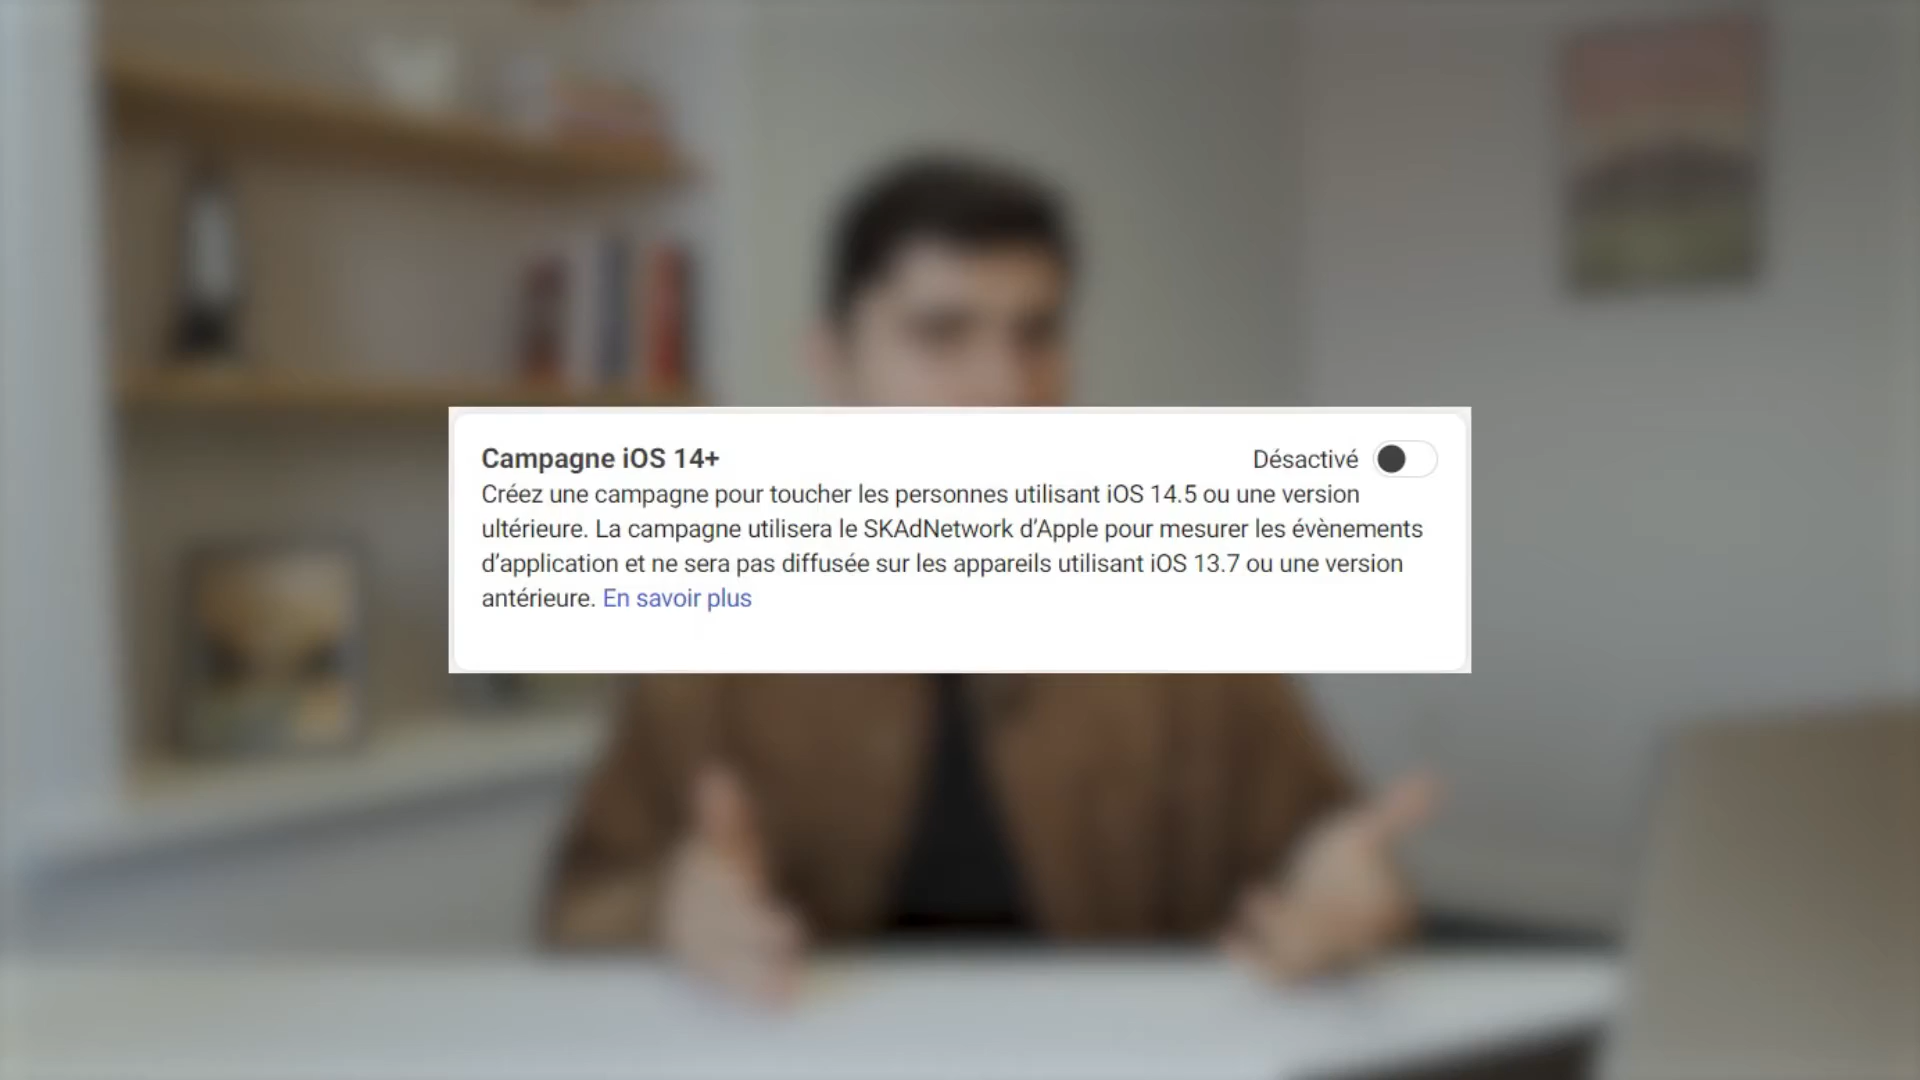 Campagne iOS 14+
Désactivé
Créez une campagne pour toucher les personnes utilisant iOS 14.5 ou une version
ultérieure. La campagne utilisera le SKAdNetwork d’Apple pour mesurer les évènements
d’application et ne sera pas diffusée sur les appareils utilisant iOS 13.7 ou une version
antérieure. En savoir plus